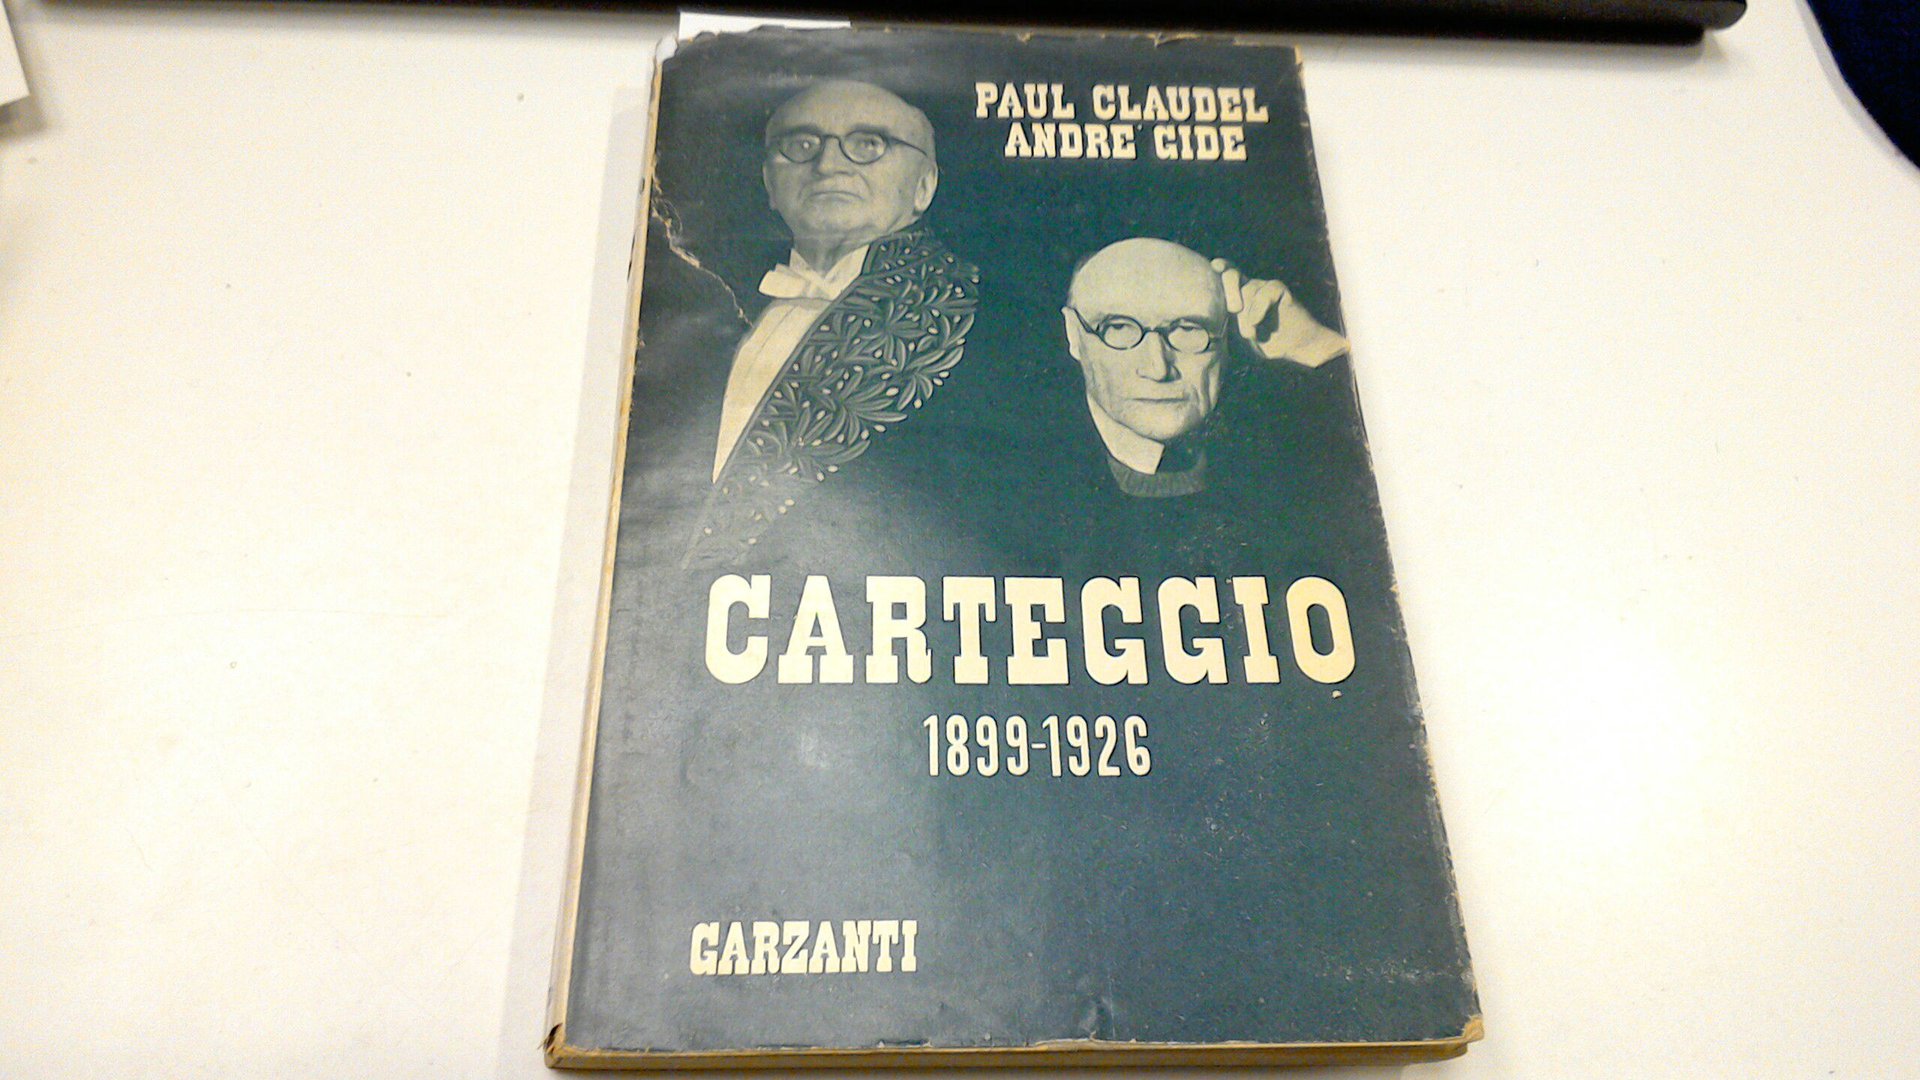 PAUL CLAUDEL
ANDRE' GIDE
CARTEGGIO
1899-1926
GARZANTI